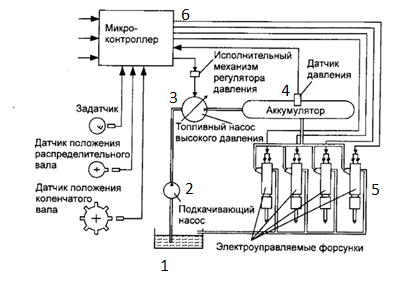 6
Микро-
контроллер
Исполнительный
механизм
регулятора
давления
Датчик
давления
4
3
Аккумулятор
Задатчик
Топливный насос
высокого давления
Датчик положения
распределительного
вала
Датчик положения
коленчатого
вала
2
5
Подкачивающий
насос
Электроуправляемые форсунки
1